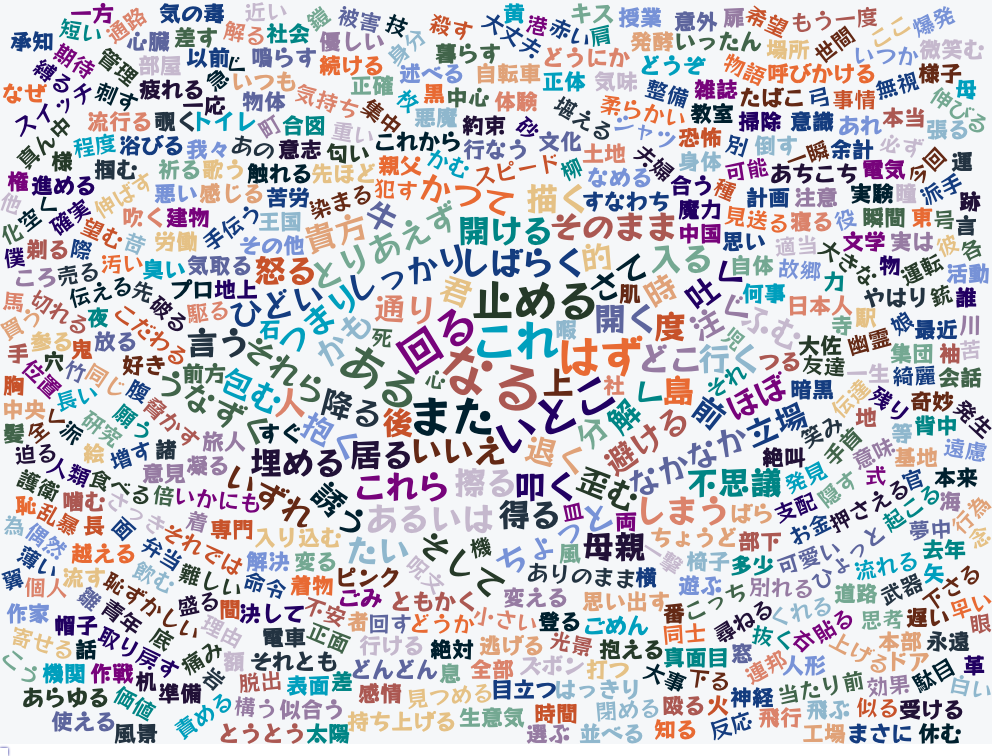 一方 気の毒 近い 鎧 被害 技 殺す 大丈夫 黄 港 赤い 肩 キス 授業 意外 扉 希望 もう一度 ここ 爆発
承知 短い 通路 心臓 差す 解る 社会 優しい 身分 暮らす どうにか 発酵 いったん 場所 世間 いつか 微笑む
期待 管理 部屋 以前 鳴らす 続ける 述べる 自転車 正体 気味 どうぞ 物語 呼びかける 無視 様子 母
なぜ 縛る 刺す 疲れる 急 いつも 正確 黒 中心 体験 整備 雑誌 たばこ 弓 事情 伸びる
スイッチ 一応 物体 気持ち 集中 悪魔 堪える 柔らかい 教室 掃除 意識 あれ 本当 張る
流行る 覗く トイレ 町 合図 重い これから 約束 砂 文化 シャツ 恐怖 別 倒す 一瞬 余計 必ず
真ん中 様 程度 浴びる 我々 あの 意志 匂い 行なう 土地 夫婦 身体 可能 あちこち 電気 今回 運
権 進める 掴む 祈る 歌う 触れる 先ほど 親父 かむ スピード 柳 なめる 合う 種 計画 注意 実験 瞳 派手 跡
他 化 空く 確実 伸ばす 悪い 感じる 苦労 染まる 犯す かつて 描く すなわち 魔力 見送る 寝る 役 瞬間 東 号 言
僕 望む 吹く 建物 手伝う 王国 貴方 牛 とりあえず 開ける そのまま 中国 思い 適当 大きな 文学 実は 彼 各
剃る 際 労働 その他 怒る しっかり しばらく 的 さて 入る 自体 故郷 物 運転 活動
ころ 売る 汚い 臭い 気取る ひどい つまり 通り 君 止める 肌 時 吐く 何事 力 やはり 銃 誰
馬 切れる 伝える 先 破る プロ 地上 駆る 石 かも 死 回る これ 暇 開く 度 注ぐ ふむ 日本人 駅 娘 最近 川
買う 参る 夜 こだわる 言う それら ある なる はず どこ 行く 河 寺 大佐 幽霊 集団 袖 苦
手 位置 穴 鬼 放る 竹 同じ 好き 前方 包む 心 上 社 島 それ つる 友達 一生 綺麗 会話
胸 長い 腹 脅かす うなずく 人 降る 後 また いとこ 解く 前 ほぼ 暗黒 伝達 残り 奇妙 発生
中央 髪 全く 派 研究 願う 旅人 すぐ 抱く 居る いいえ 退く 分 避ける なかなか 立場 笑み 手首 地 等 背中
迫る 人類 絵 増す 諸 意見 凝る 埋める 誘う これら 擦る 叩く 歪む 不思議 絶叫 発見 意味 基地 遠慮
護衛 食べる 倍 いかにも いずれ あるいは 得る 目 と 両 しまう ばら 支配 隠す 式 官 本来
恥 噛む 乱暴 長 面 さっき 着 専門 入り込む たい そして 機 ちょっと 風 母親 ちょうど 部下 お金 押さえる 起こる 海 行為
為 偶然 越える 弁当 それでは 解決 変る 呪文 ありのまま 横 一撃 椅子 多少 可愛い ひょいっと 夢中 念
薄い 翼 個人 流す 恥ずかしい 飲む 難しい 命令 着物 ピンク 変える 思い出す 遊ぶ 別れる 流れる 去年 矢
作家 雛 青年 盛る 間 決して 不安 ごみ ともかく 者 回す どうか 小さい 登る ごめん 番 こっち 尋ねる くれる 道路 武器 下さる 早い
寄せる 帽子 話 取り戻す 底 痛み 理由 電車 正面 行ける 絶対 逃げる 光景 抱える 同士 真面目 窓 抜く 衣 貼る 思考 遅い 眼
機関 作戦 机 岩 額 それとも どんどん 息 全部 ズボン 打つ 大事 下る 連邦 人形 上げる 本部 ドア 永遠 革
あらゆる 価値 準備 脱出 表面 差 感情 見つめる 目立つ はっきり 殴る 火 神経 当たり前 効果 駄目 白い
使える 風景 責める 構う 似合う 持ち上げる 生意気 時間 閉める 知る 反応 飛行 飛ぶ 似る 受ける
とうとう 太陽 選ぶ 並べる 工場 まさに 休む